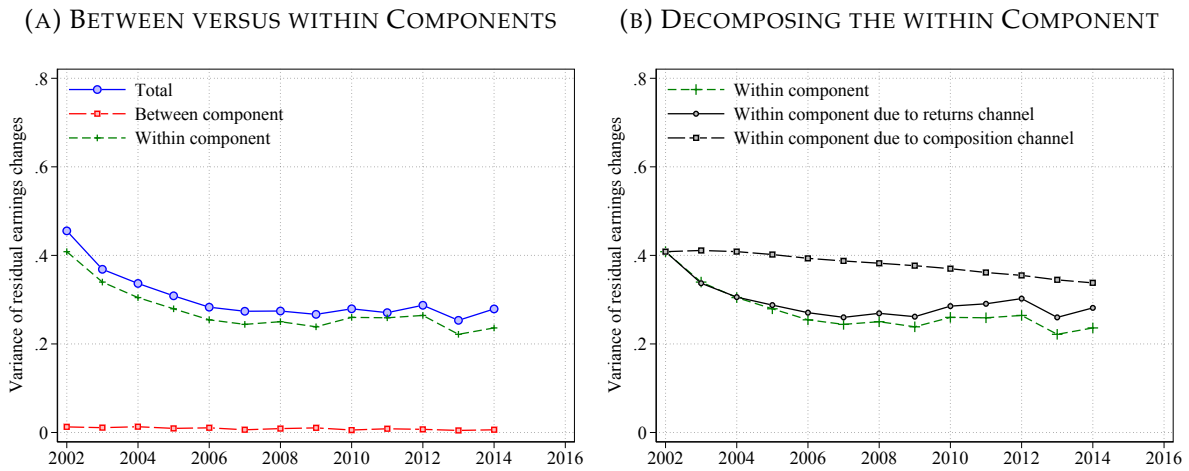 (A) BETWEEN VERSUS WITHIN COMPONENTS
Variance of residual earnings changes
.8
.6
.4
.2
0
Total
Between component
Within component
2002 2004 2006 2008 2010 2012 2014 2016
(B) DECOMPOSING THE WITHIN COMPONENT
Variance of residual earnings changes
.8
.6
.4
.2
0
Within component
Within component due to returns channel
Within component due to composition channel
2002 2004 2006 2008 2010 2012 2014 2016